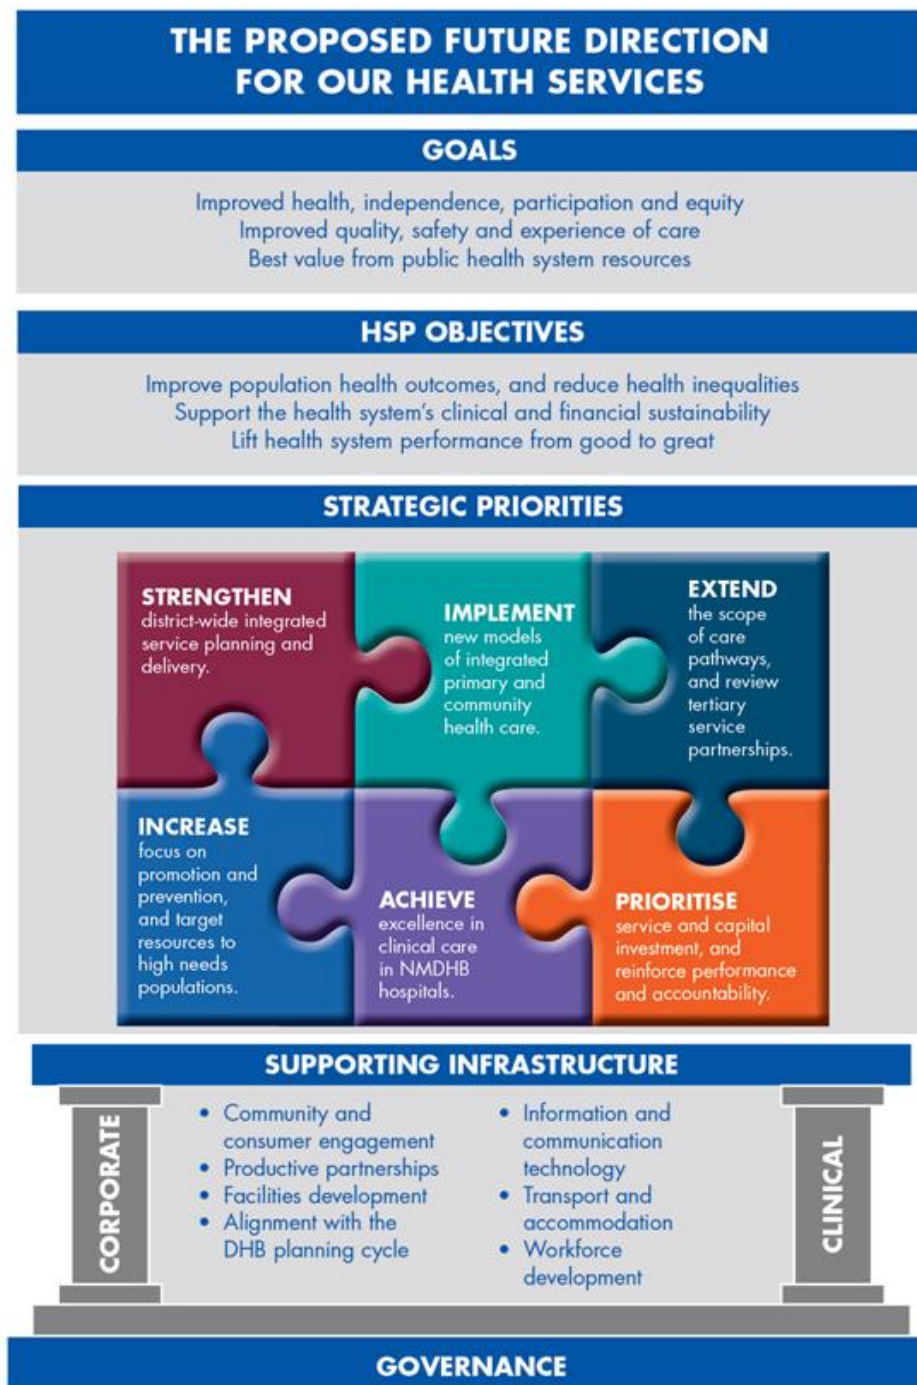 THE PROPOSED FUTURE DIRECTION
FOR OUR HEALTH SERVICES
GOALS
Improved health, independence, participation and equity
Improved quality, safety and experience of care
Best value from public health system resources
HSP OBJECTIVES
Improve population health outcomes, and reduce health inequalities
Support the health system's clinical and financial sustainability
Lift health system performance from good to great
STRATEGIC PRIORITIES
STRENGTHEN
district-wide integrated
service planning and
delivery.
IMPLEMENT
new models
of integrated
primary and
community
health care.
EXTEND
the scope
of care
pathways,
and review
tertiary
service
partnerships.
INCREASE
focus on
promotion and
prevention,
and target
resources to
high needs
populations.
ACHIEVE
excellence in
clinical care
in NMDHB
hospitals.
PRIORITISE
service and capital
investment, and
reinforce performance
and accountability.
SUPPORTING INFRASTRUCTURE
CORPORATE
• Community and
consumer engagement
• Productive partnerships
• Facilities development
• Alignment with the
DHB planning cycle
• Information and
communication
technology
• Transport and
accommodation
• Workforce
development
CLINICAL
GOVERNANCE